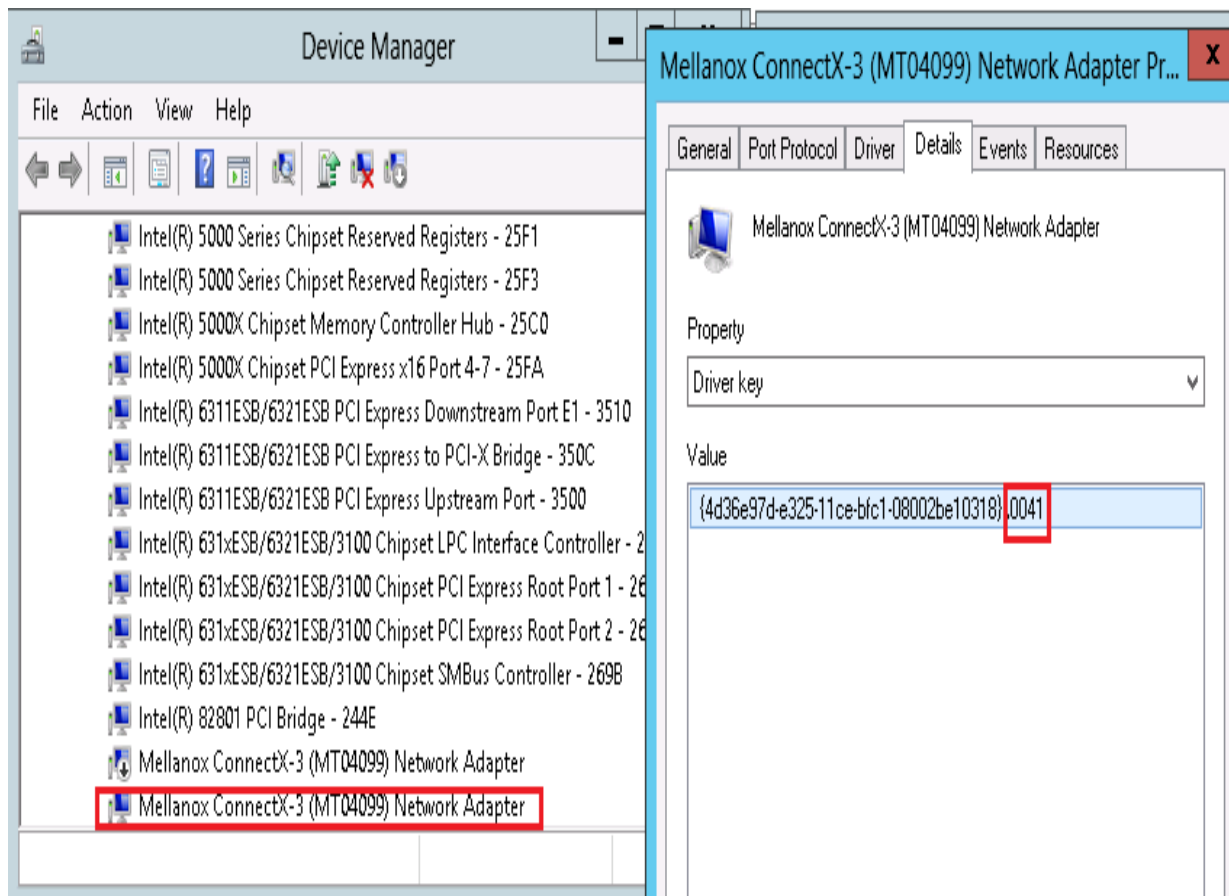 Device Manager
File Action View Help
Intel(R) 5000 Series Chipset Reserved Registers - 25F1
Intel(R) 5000 Series Chipset Reserved Registers - 25F3
Intel(R) 5000X Chipset Memory Controller Hub - 25C0
Intel(R) 5000X Chipset PCI Express x16 Port 4-7 - 25FA
Intel(R) 6311ESB/6321ESB PCI Express Downstream Port E1 - 3510
Intel(R) 6311ESB/6321ESB PCI Express to PCI-X Bridge - 350C
Intel(R) 6311ESB/6321ESB PCI Express Upstream Port - 3500
Intel(R) 631xESB/6321ESB/3100 Chipset LPC Interface Controller - 2
Intel(R) 631xESB/6321ESB/3100 Chipset PCI Express Root Port 1 - 26
Intel(R) 631xESB/6321ESB/3100 Chipset PCI Express Root Port 2 - 26
Intel(R) 631xESB/6321ESB/3100 Chipset SMBus Controller - 269B
Intel(R) 82801 PCI Bridge - 244E
Mellanox ConnectX-3 (MT04099) Network Adapter
Mellanox ConnectX-3 (MT04099) Network Adapter
Mellanox ConnectX-3 (MT04099) Network Adapter Pr...
General Port Protocol Driver Details Events Resources
Mellanox ConnectX-3 (MT04099) Network Adapter
Property
Driver key
Value
{4d36e97d-e325-11ce-bfc1-08002be10318}.0041